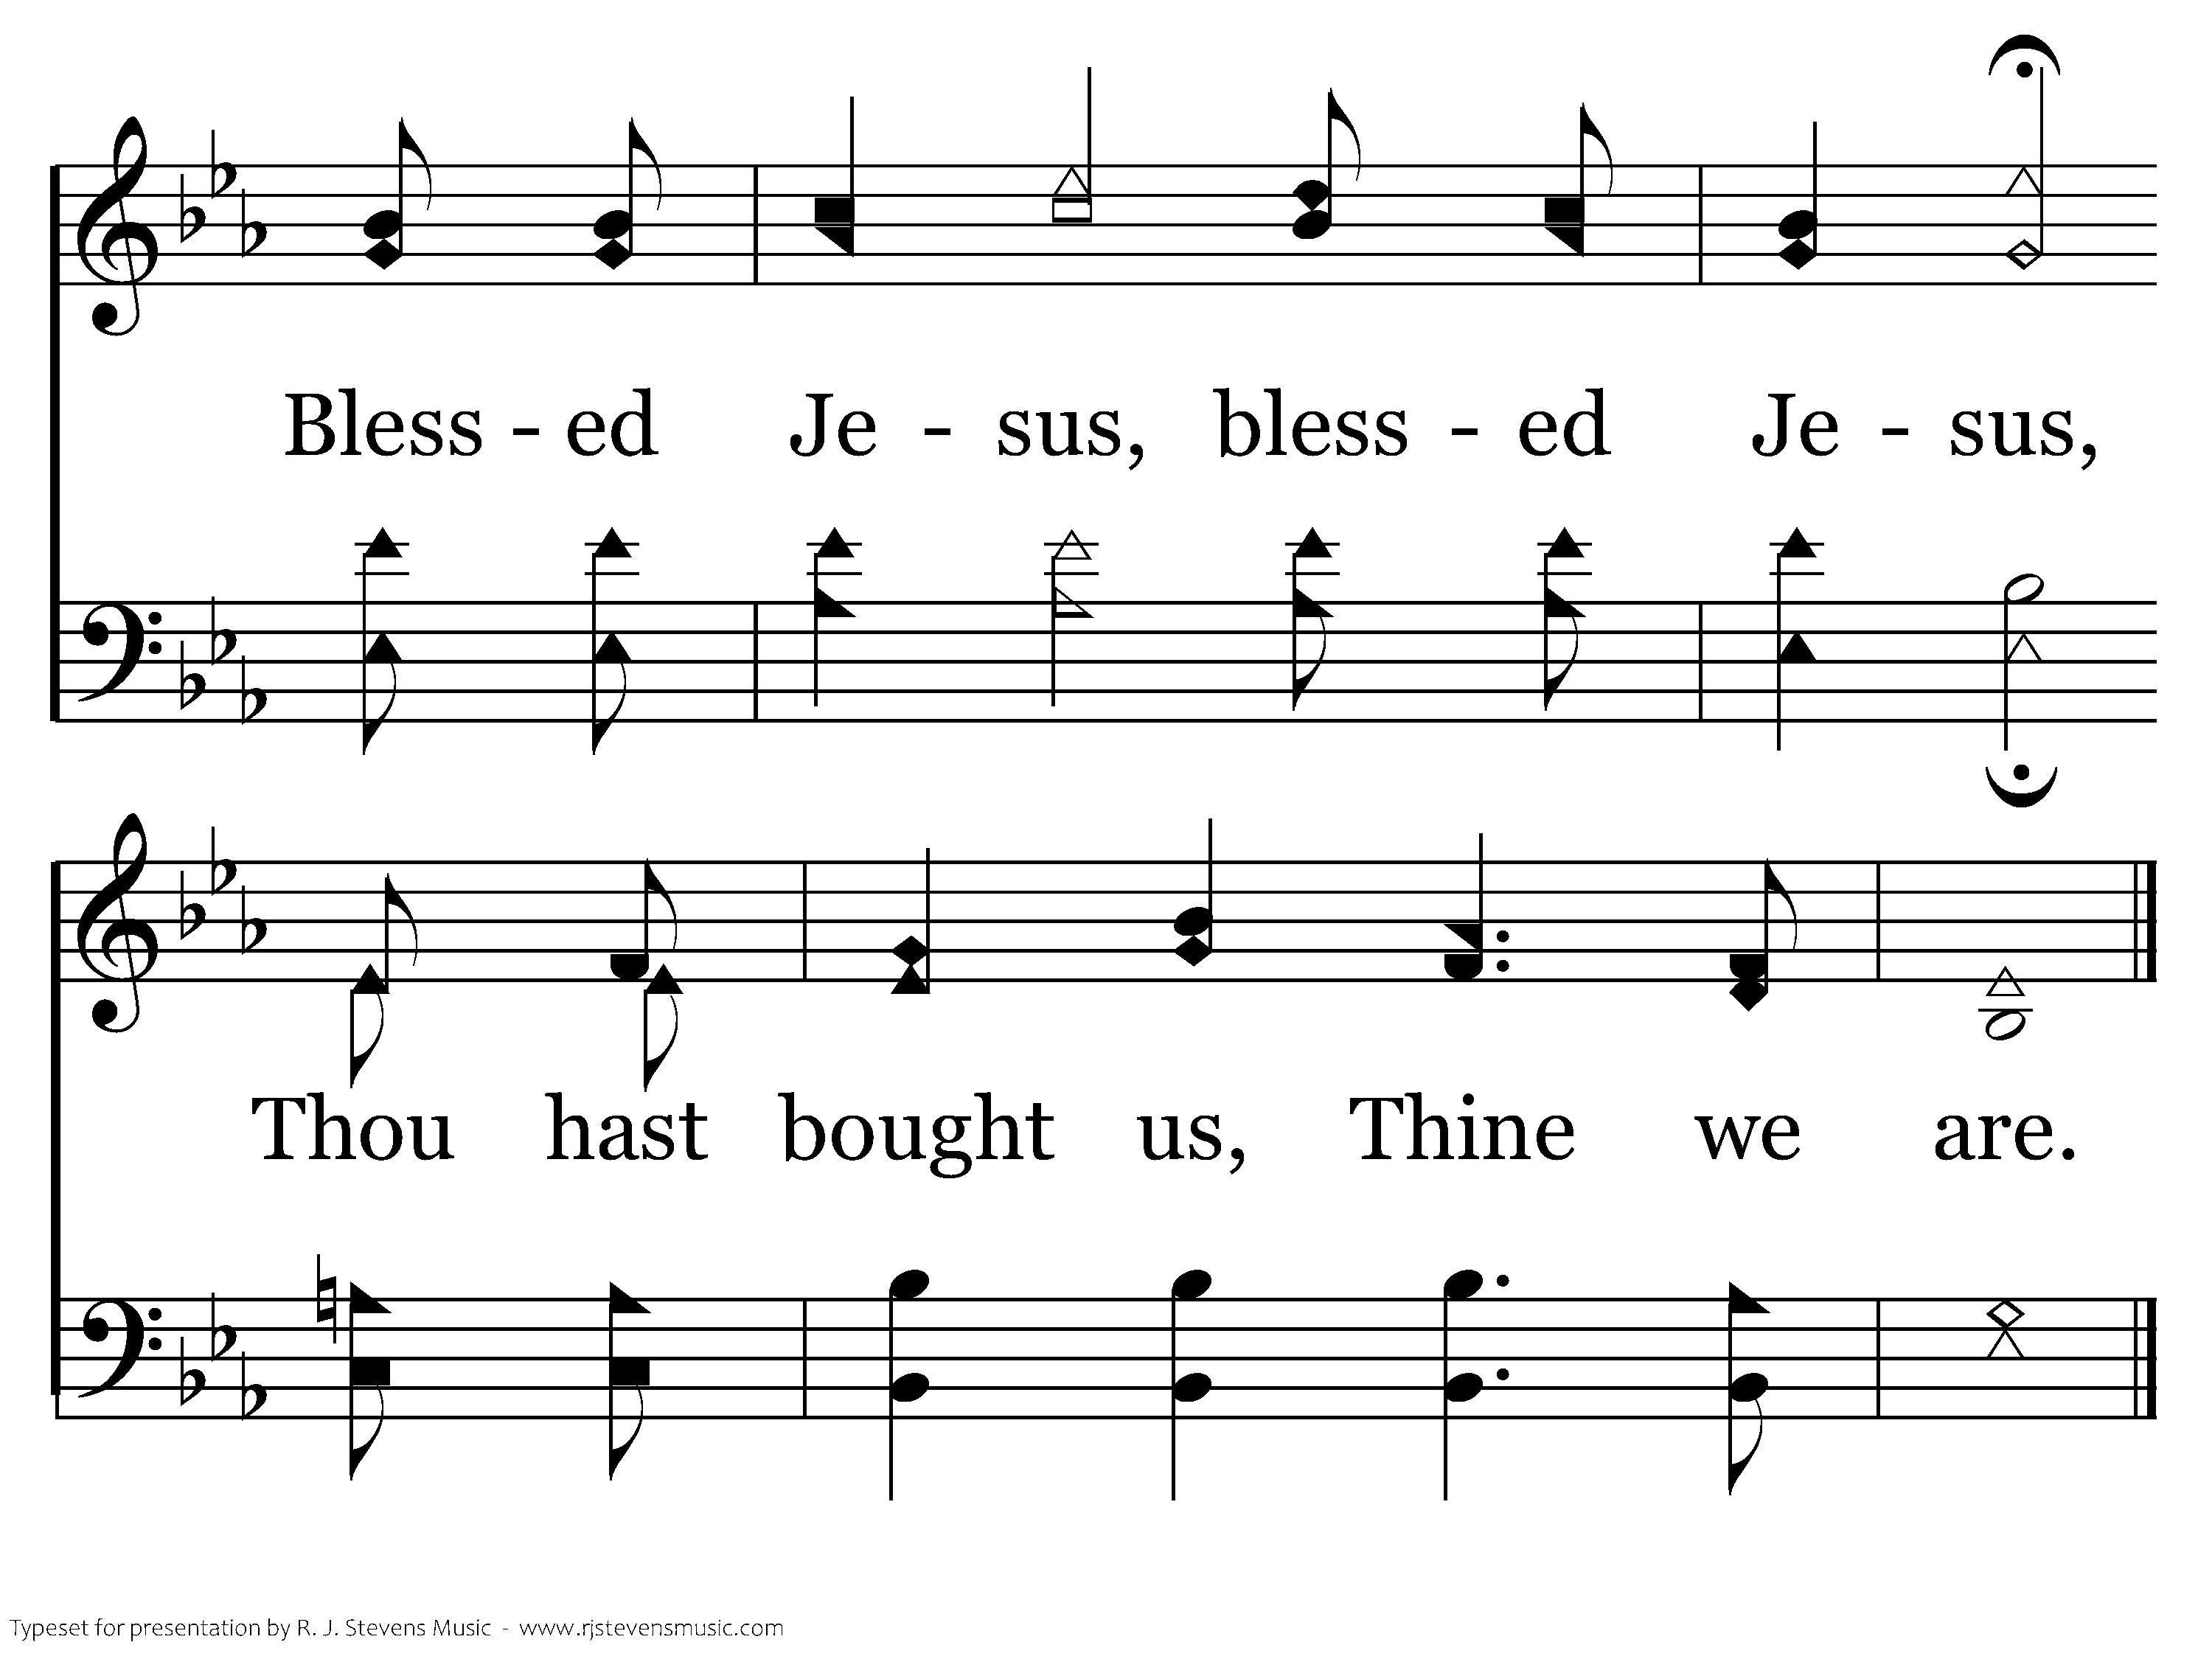 Bless - ed Je - sus, bless - ed Je - sus,
Thou hast bought us, Thine we are.
Typeset for presentation by R. J. Stevens Music - www.rjstevensmusic.com